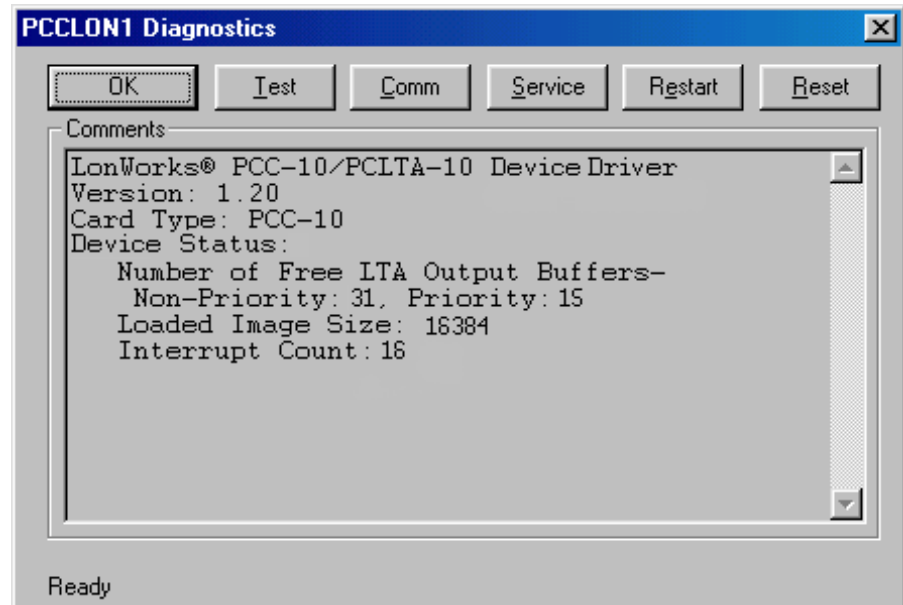 PCCLON1 Diagnostics
OK Test Comm Service Restart Reset
Comments
LonWorks® PCC-10/PCLTA-10 Device Driver
Version: 1.20
Card Type: PCC-10
Device Status:
Number of Free LTA Output Buffers-
Non-Priority: 31, Priority: 15
Loaded Image Size: 16384
Interrupt Count: 16
Ready